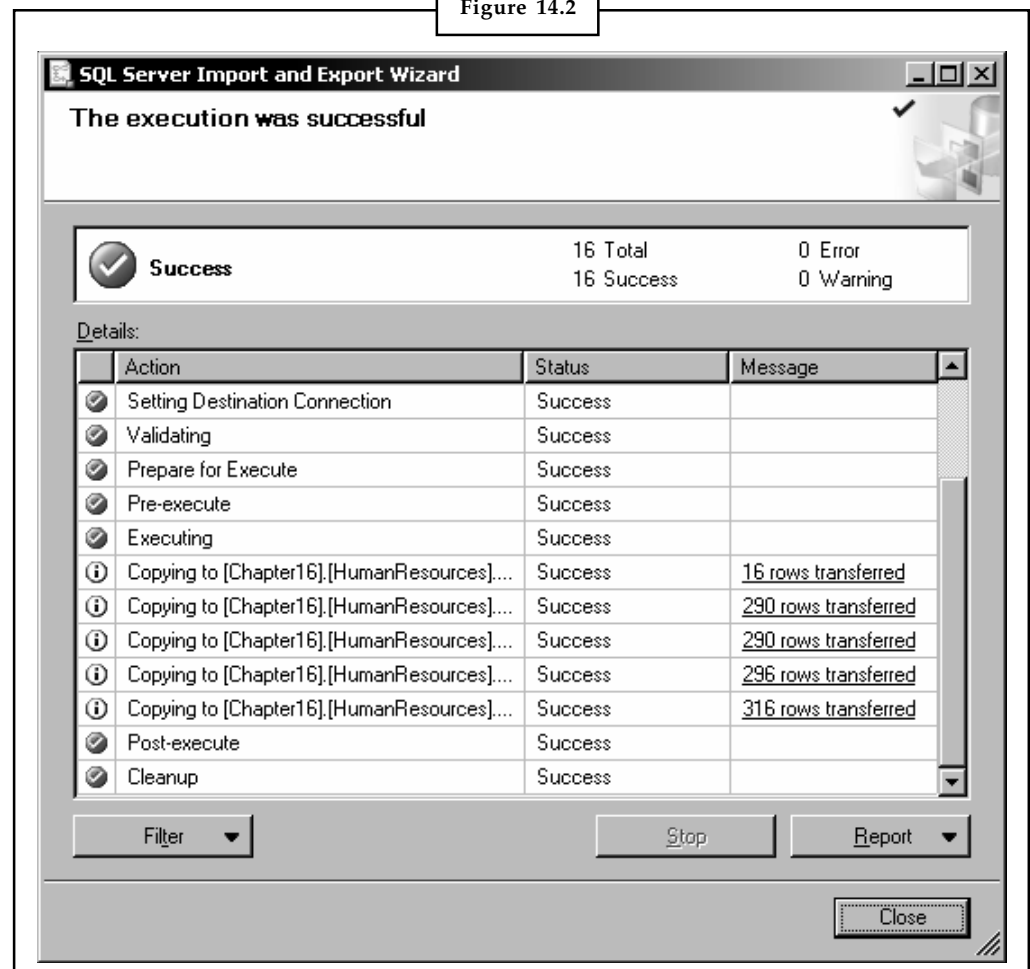 Figure 14.2
SQL Server Import and Export Wizard
The execution was successful
Success
16 Total 0 Error
16 Success 0 Warning
Details:
Action Status Message
Setting Destination Connection Success
Validating Success
Prepare for Execute Success
Pre-execute Success
Executing Success
Copying to [Chapter16].[HumanResources].... Success 16 rows transferred
Copying to [Chapter16].[HumanResources].... Success 290 rows transferred
Copying to [Chapter16].[HumanResources].... Success 290 rows transferred
Copying to [Chapter16].[HumanResources].... Success 296 rows transferred
Copying to [Chapter16].[HumanResources].... Success 316 rows transferred
Post-execute Success
Cleanup Success
Filter Stop Report
Close